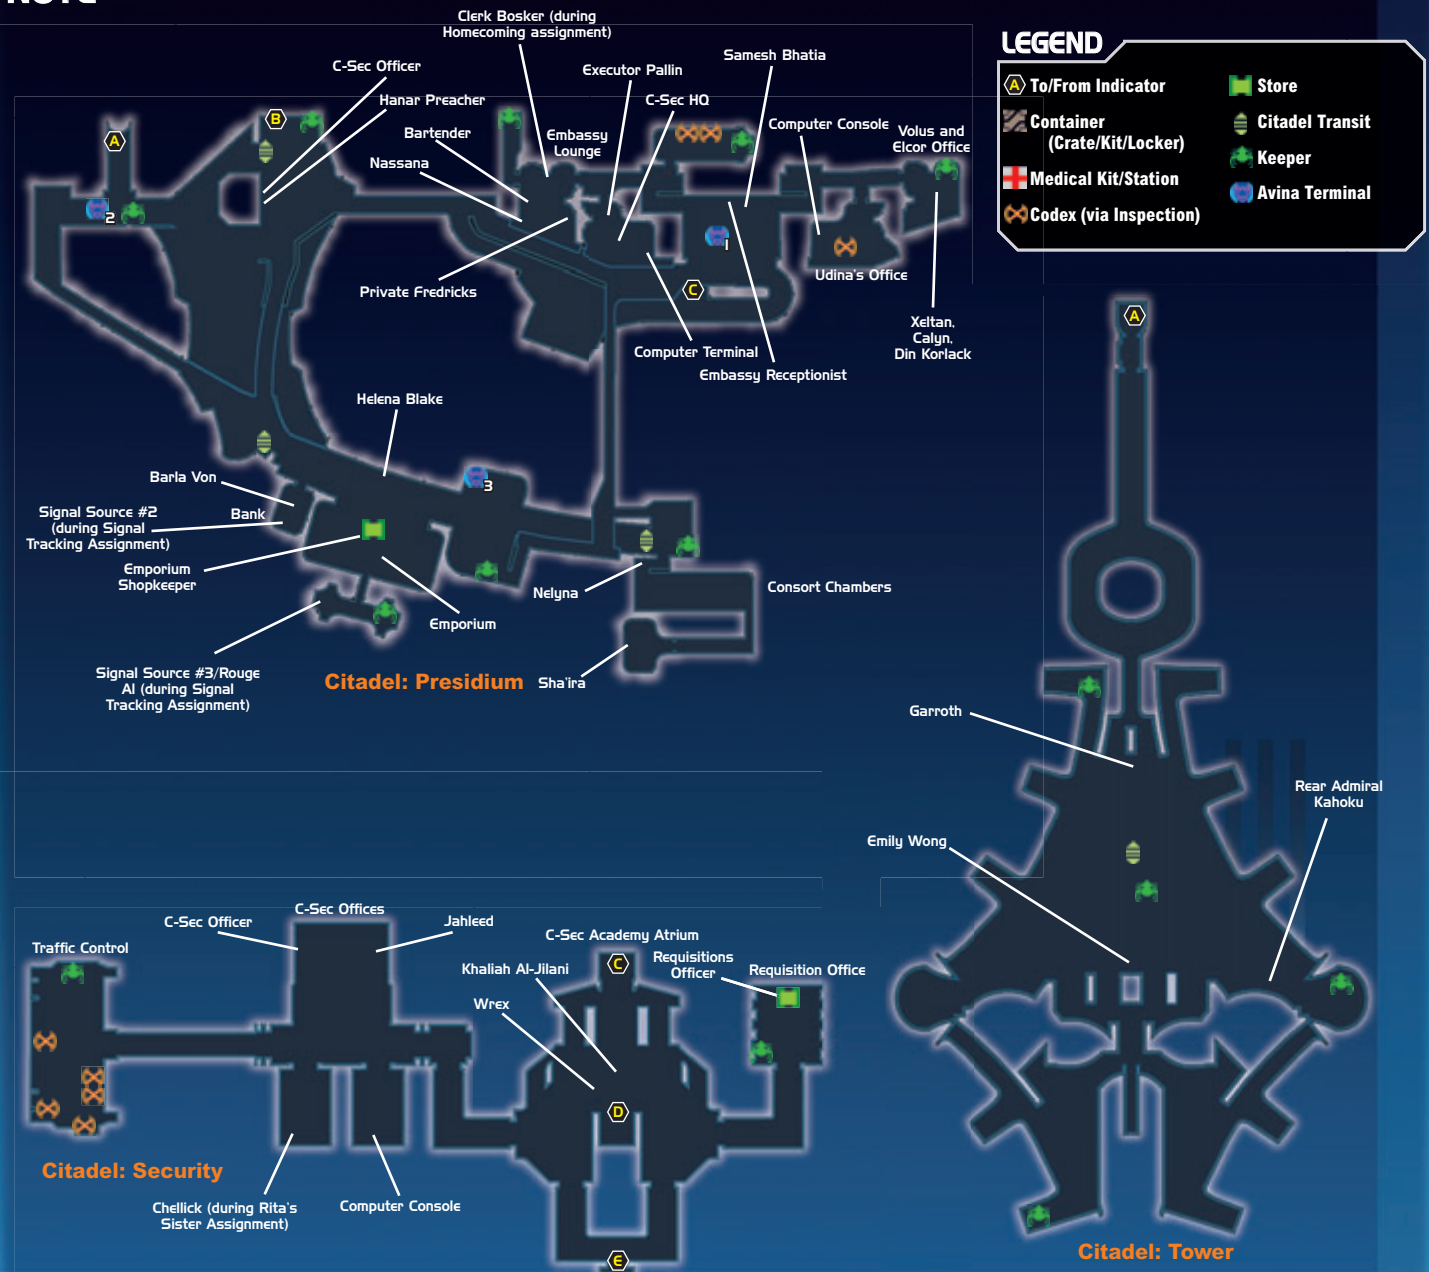 NOTE
LEGEND
A To/From Indicator
Container
(Crate/Kit/Locker)
Medical Kit/Station
Codex (via Inspection)
Store
Citadel Transit
Keeper
Avina Terminal
Clerk Bosker (during
Homecoming assignment)
C-Sec Officer
Executor Pallin
Samesh Bhatia
Hanar Preacher
C-Sec HQ
Bartender
Embassy
Lounge
Computer Console
Volus and
Elcor Office
Nassana
A
B
2
1
C
Private Fredricks
Udina's Office
Computer Terminal
Embassy Receptionist
Xeltan,
Calyn,
Din Korlack
Helena Blake
3
Barla Von
Bank
Signal Source #2
(during Signal
Tracking Assignment)
Emporium
Shopkeeper
Nelyna
Consort Chambers
Emporium
Signal Source #3/Rouge
AI (during Signal
Tracking Assignment)
Sha'ira
Citadel: Presidium
A
Garroth
Rear Admiral
Kahoku
Emily Wong
Citadel: Tower
C-Sec Officer
C-Sec Offices
Jahleed
Traffic Control
C-Sec Academy Atrium
Khaliah Al-Jilani
Requisitions
Officer
Requisition Office
Wrex
C
D
E
Citadel: Security
Chellick (during Rita's
Sister Assignment)
Computer Console